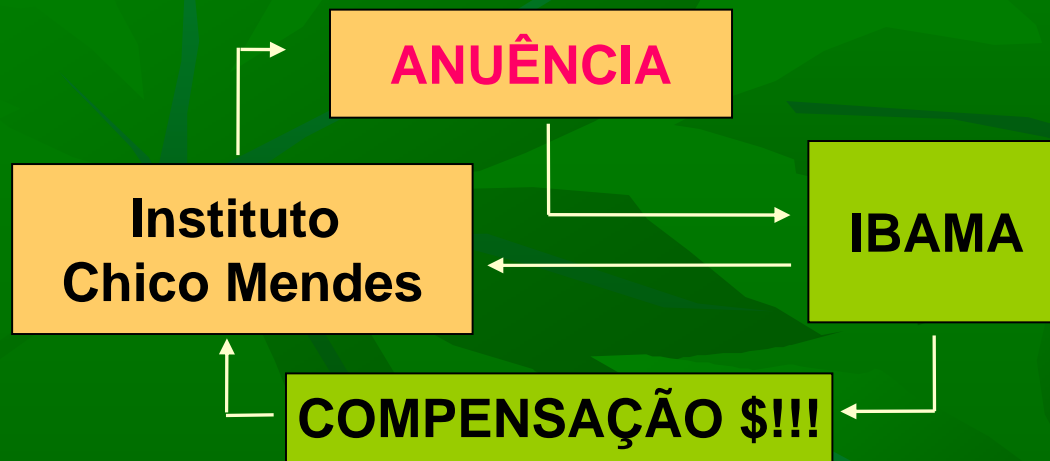 ANUÊNCIA
Instituto
Chico Mendes
IBAMA
COMPENSAÇÃO $!!!